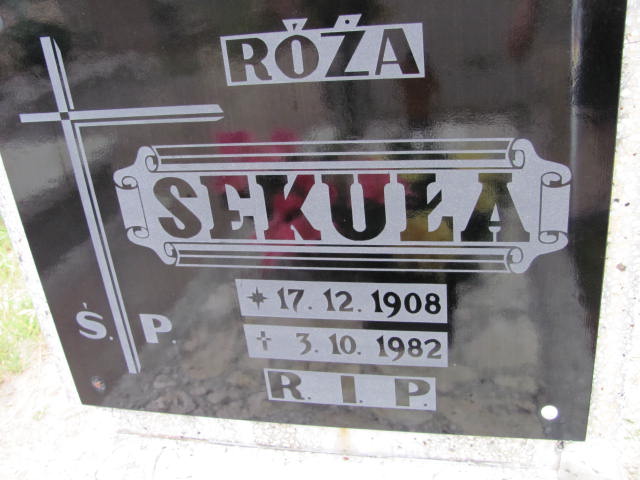 RÓŻA
SEKUŁA
* 17. 12. 1908
† 3. 10. 1982
Ś. P.
R. I. P.